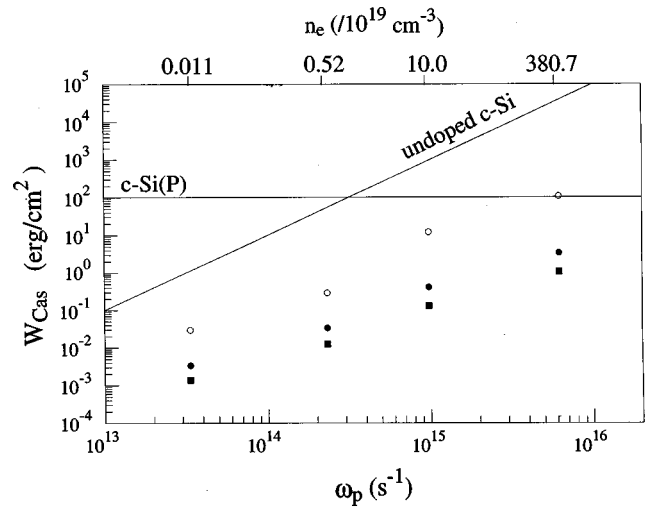 n_e (/10^19 cm^-3)
0.011 0.52 10.0 380.7
10^5
10^4
10^3
10^2
10^1
10^0
10^-1
10^-2
10^-3
10^-4
W_Cas (erg/cm^2)
undoped c-Si
c-Si(P)
10^13 10^14 10^15 10^16
ω_p (s^-1)